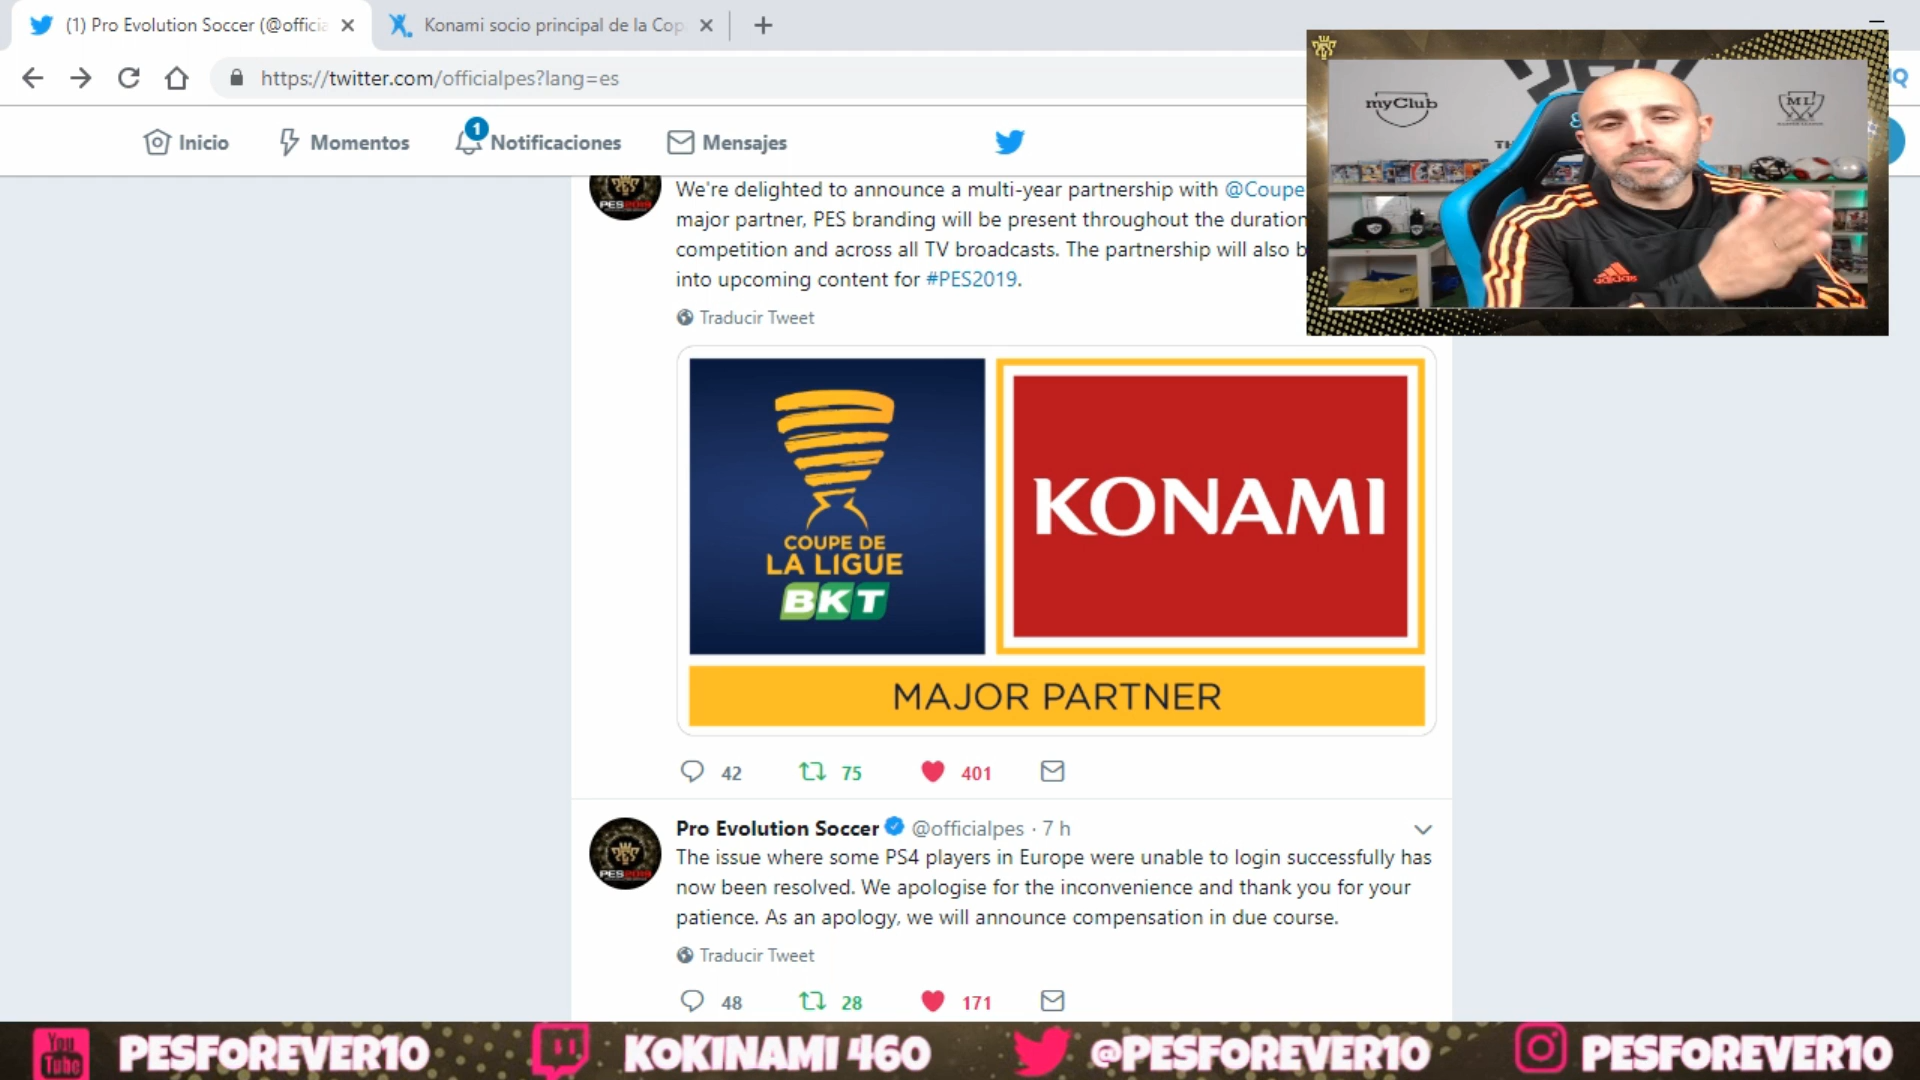 (1) Pro Evolution Soccer (@officia
Konami socio principal de la Cop
https://twitter.com/officialpes?lang=es
Inicio
Momentos
1
Notificaciones
Mensajes
myClub
ML
We're delighted to announce a multi-year partnership with @Coupe
major partner, PES branding will be present throughout the duration
competition and across all TV broadcasts. The partnership will also b
into upcoming content for #PES2019.
adidas
Traducir Tweet
COUPE DE
LA LIGUE
BKT
KONAMI
MAJOR PARTNER
42 75 401
Pro Evolution Soccer @officialpes · 7 h
The issue where some PS4 players in Europe were unable to login successfully has
now been resolved. We apologise for the inconvenience and thank you for your
patience. As an apology, we will announce compensation in due course.
Traducir Tweet
48 28 171
You Tube PESFOREVER10 KOKINAMI 460 @PESFOREVER10 PESFOREVER10